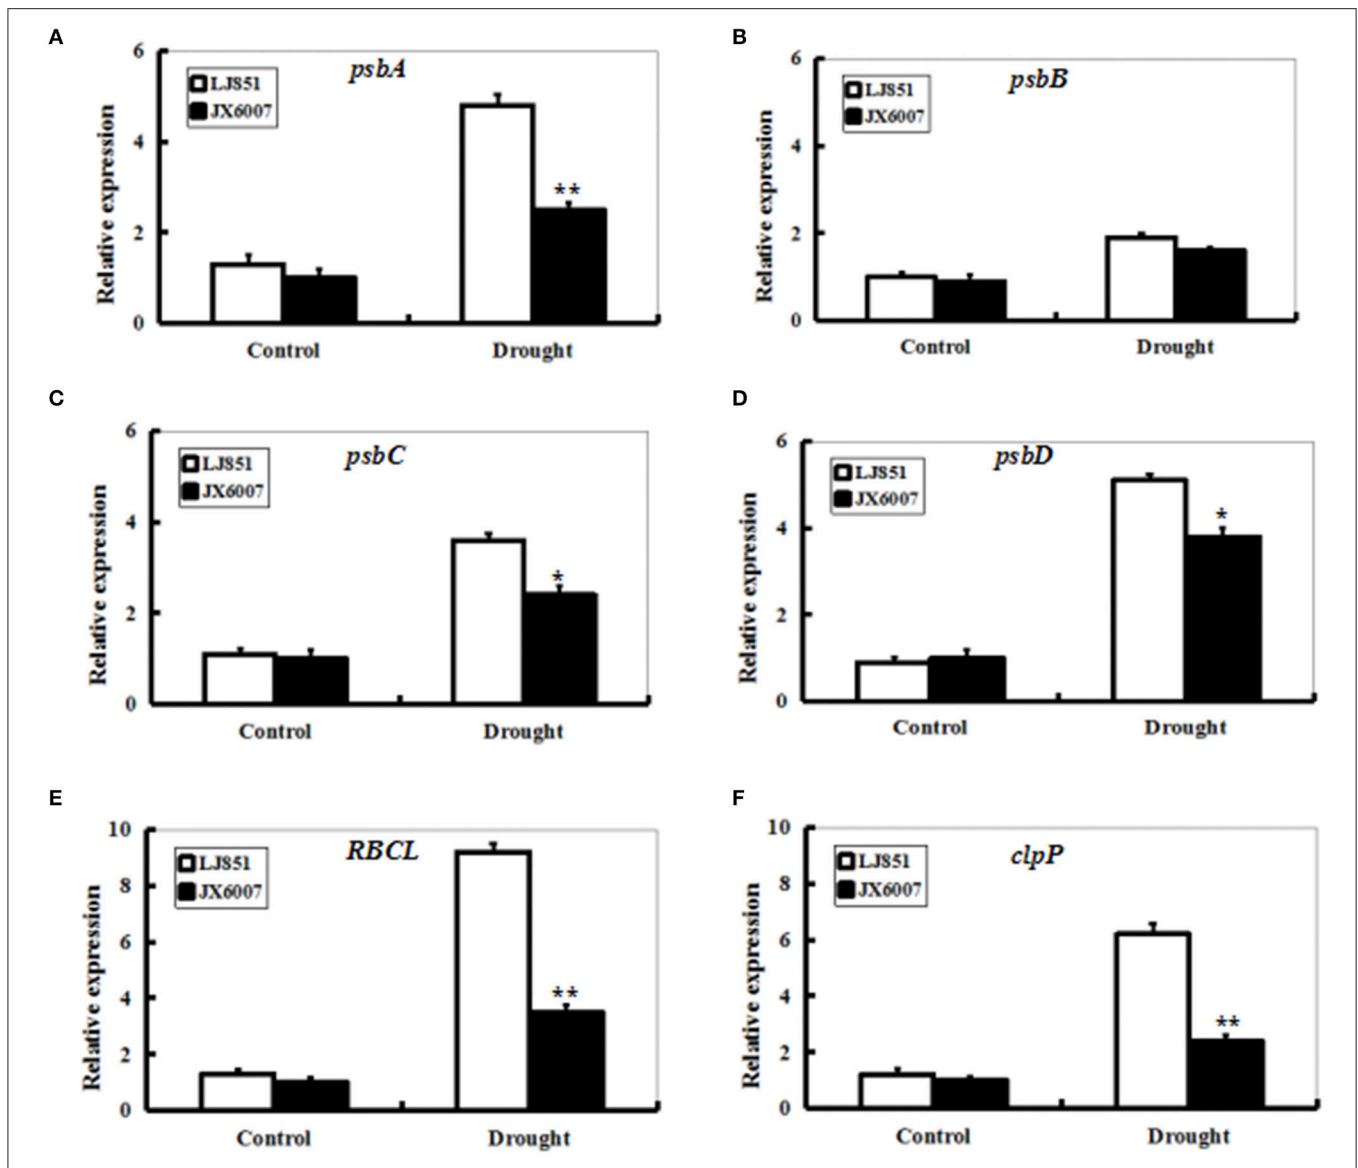 A
psbA
LJ851
JX6007
Relative expression
6
4
2
0
Control Drought
**
B
psbB
LJ851
JX6007
Relative expression
6
4
2
0
Control Drought
C
psbC
LJ851
JX6007
Relative expression
6
4
2
0
Control Drought
*
D
psbD
LJ851
JX6007
Relative expression
6
4
2
0
Control Drought
*
E
RBCL
LJ851
JX6007
Relative expression
10
8
6
4
2
0
Control Drought
**
F
clpP
LJ851
JX6007
Relative expression
10
8
6
4
2
0
Control Drought
**